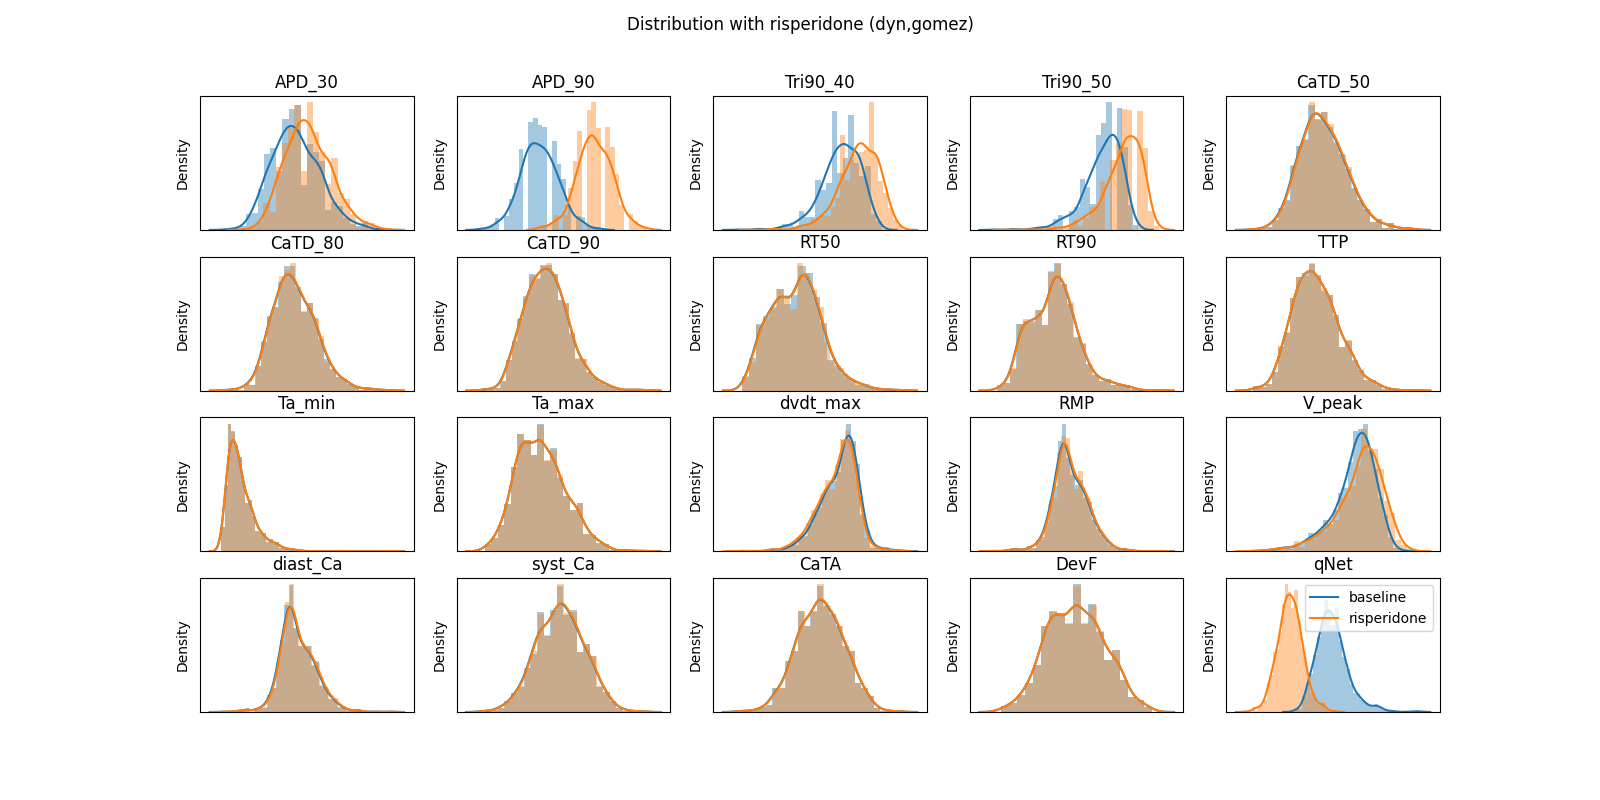 Distribution with risperidone (dyn,gomez)
APD_30
APD_90
Tri90_40
Tri90_50
CaTD_50
Density
Density
Density
Density
Density
CaTD_80
CaTD_90
RT50
RT90
TTP
Density
Density
Density
Density
Density
Ta_min
Ta_max
dvdt_max
RMP
V_peak
Density
Density
Density
Density
Density
diast_Ca
syst_Ca
CaTA
DevF
qNet
Density
Density
Density
Density
Density
baseline
risperidone